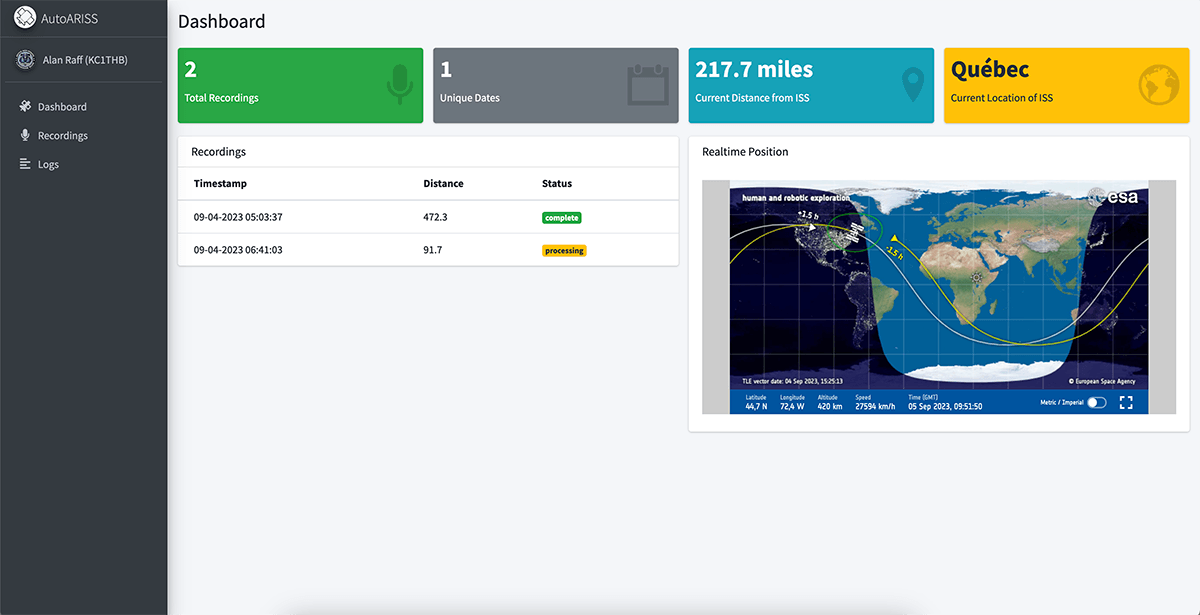 AutoARISS
Alan Raff (KC1THB)
Dashboard
Recordings
Logs
Dashboard
2
Total Recordings
1
Unique Dates
217.7 miles
Current Distance from ISS
Québec
Current Location of ISS
Recordings
Timestamp Distance Status
09-04-2023 05:03:37 472.3 complete
09-04-2023 06:41:03 91.7 processing
Realtime Position
human and robotic exploration
esa
+1.5 h
-1.5 h
TLE vector date: 04 Sep 2023, 15:25:13
© European Space Agency
Latitude Longitude Altitude Speed Time (GMT)
44,7 N 72,4 W 420 km 27594 km/h 05 Sep 2023, 09:51:50
Metric / Imperial